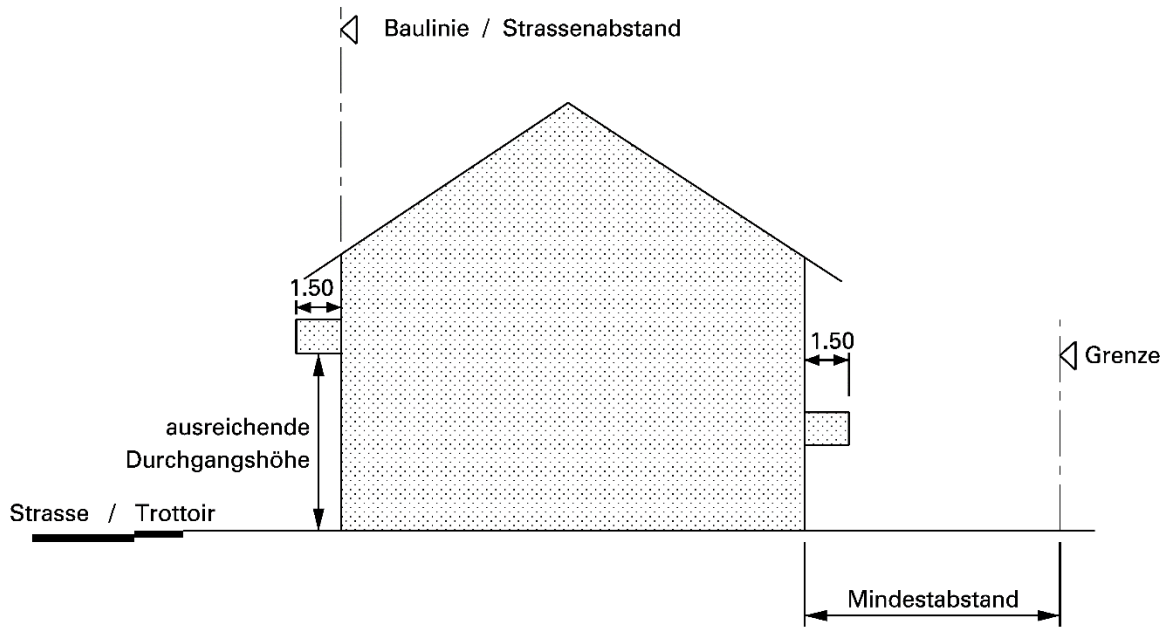 Baulinie / Strassenabstand
1.50
1.50
Grenze
ausreichende
Durchgangshöhe
Strasse / Trottoir
Mindestabstand